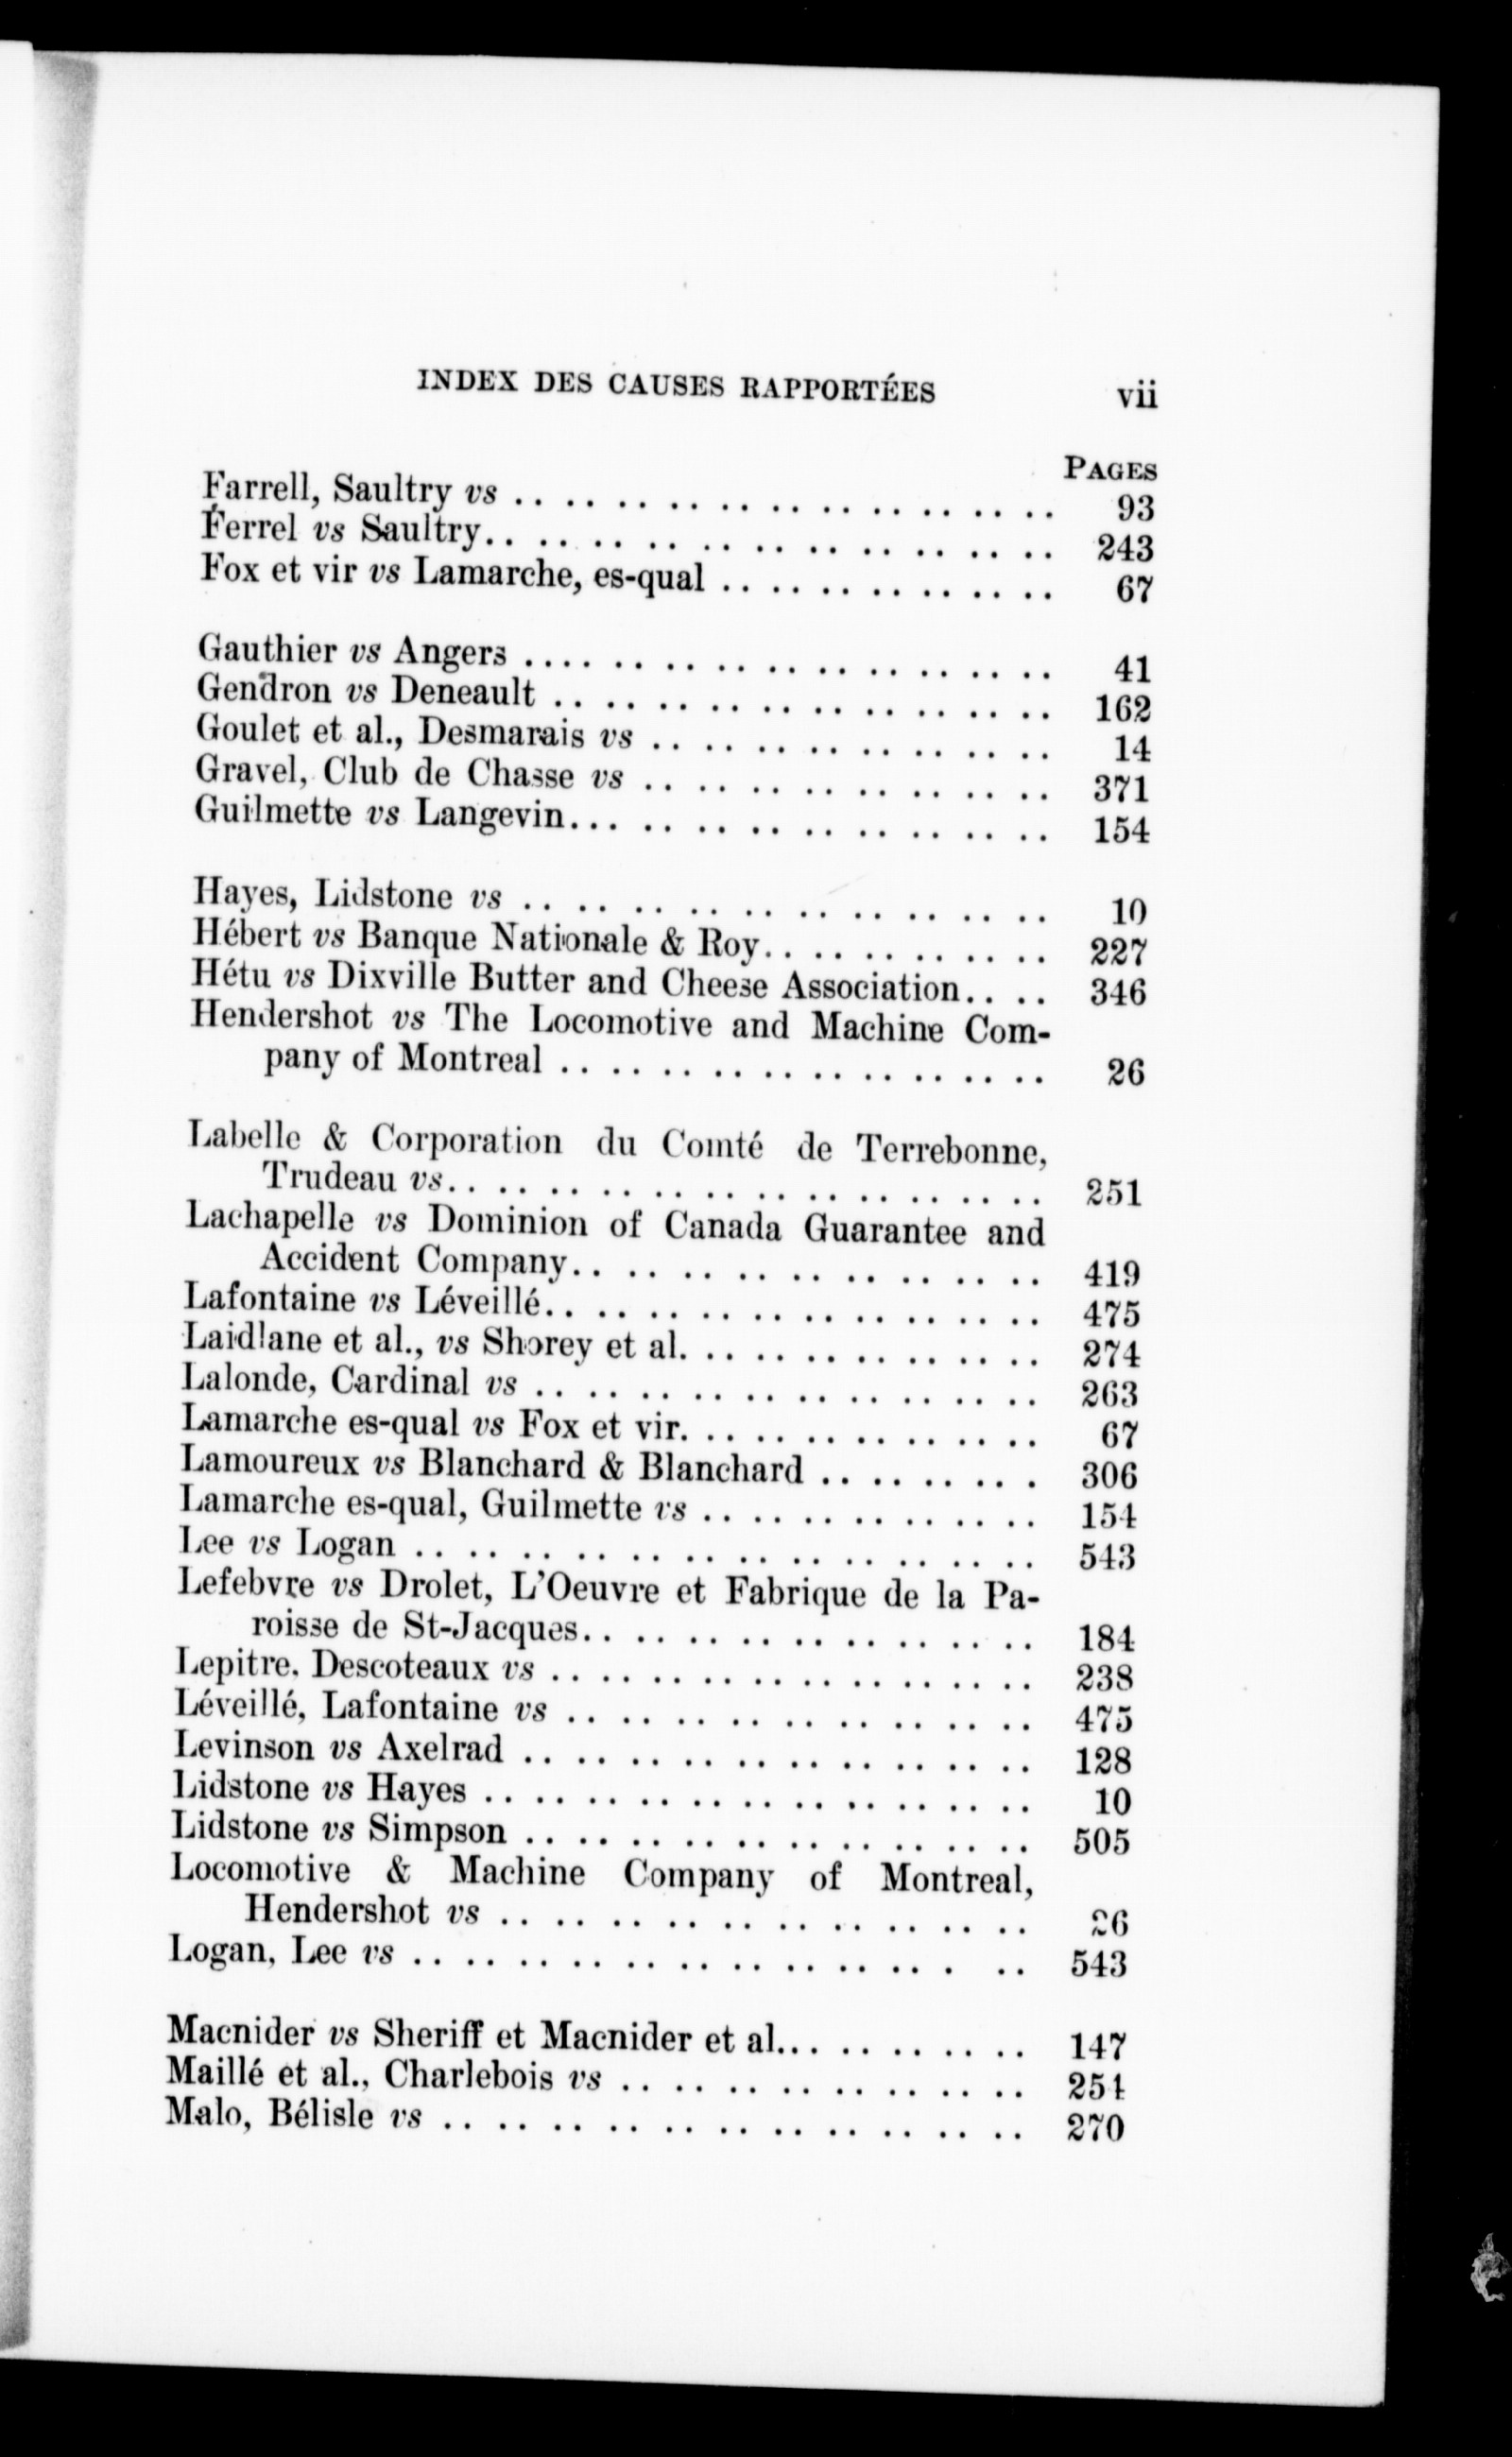 INDEX DES CAUSES RAPPORTÉES vii
PAGES
Farrell, Saultry vs . . . . . . . . . . . . . . . . . . . . . 93
Ferrel vs Saultry. . . . . . . . . . . . . . . . . . . . . . 243
Fox et vir vs Lamarche, es-qual . . . . . . . . . . . . . . 67
Gauthier vs Angers . . . . . . . . . . . . . . . . . . . . . 41
Gendron vs Deneault . . . . . . . . . . . . . . . . . . . . 162
Goulet et al., Desmarais vs . . . . . . . . . . . . . . . . 14
Gravel, Club de Chasse vs . . . . . . . . . . . . . . . . 371
Guilmette vs Langevin. . . . . . . . . . . . . . . . . . . 154
Hayes, Lidstone vs . . . . . . . . . . . . . . . . . . . . 10
Hébert vs Banque Nationale & Roy. . . . . . . . . . . . 227
Hétu vs Dixville Butter and Cheese Association. . . . 346
Hendershot vs The Locomotive and Machine Com-
pany of Montreal . . . . . . . . . . . . . . . . . . . 26
Labelle & Corporation du Comté de Terrebonne,
Trudeau vs. . . . . . . . . . . . . . . . . . . . . . . 251
Lachapelle vs Dominion of Canada Guarantee and
Accident Company. . . . . . . . . . . . . . . . . . 419
Lafontaine vs Léveillé. . . . . . . . . . . . . . . . . . . 475
Laidlane et al., vs Shorey et al. . . . . . . . . . . . . . . 274
Lalonde, Cardinal vs . . . . . . . . . . . . . . . . . . . . 263
Lamarche es-qual vs Fox et vir. . . . . . . . . . . . . . . 67
Lamoureux vs Blanchard & Blanchard . . . . . . . . . 306
Lamarche es-qual, Guilmette vs . . . . . . . . . . . . . . 154
Lee vs Logan . . . . . . . . . . . . . . . . . . . . . . . . 543
Lefebvre vs Drolet, L'Oeuvre et Fabrique de la Pa-
roisse de St-Jacques. . . . . . . . . . . . . . . . . . 184
Lepitre. Descoteaux vs . . . . . . . . . . . . . . . . . . . 238
Léveillé, Lafontaine vs . . . . . . . . . . . . . . . . . . 475
Levinson vs Axelrad . . . . . . . . . . . . . . . . . . . . 128
Lidstone vs Hayes . . . . . . . . . . . . . . . . . . . . . 10
Lidstone vs Simpson . . . . . . . . . . . . . . . . . . . 505
Locomotive & Machine Company of Montreal,
Hendershot vs . . . . . . . . . . . . . . . . . . . . 26
Logan, Lee vs . . . . . . . . . . . . . . . . . . . . . . . 543
Macnider vs Sheriff et Macnider et al. . . . . . . . . . . 147
Maillé et al., Charlebois vs . . . . . . . . . . . . . . . . 254
Malo, Bélisle vs . . . . . . . . . . . . . . . . . . . . . . 270